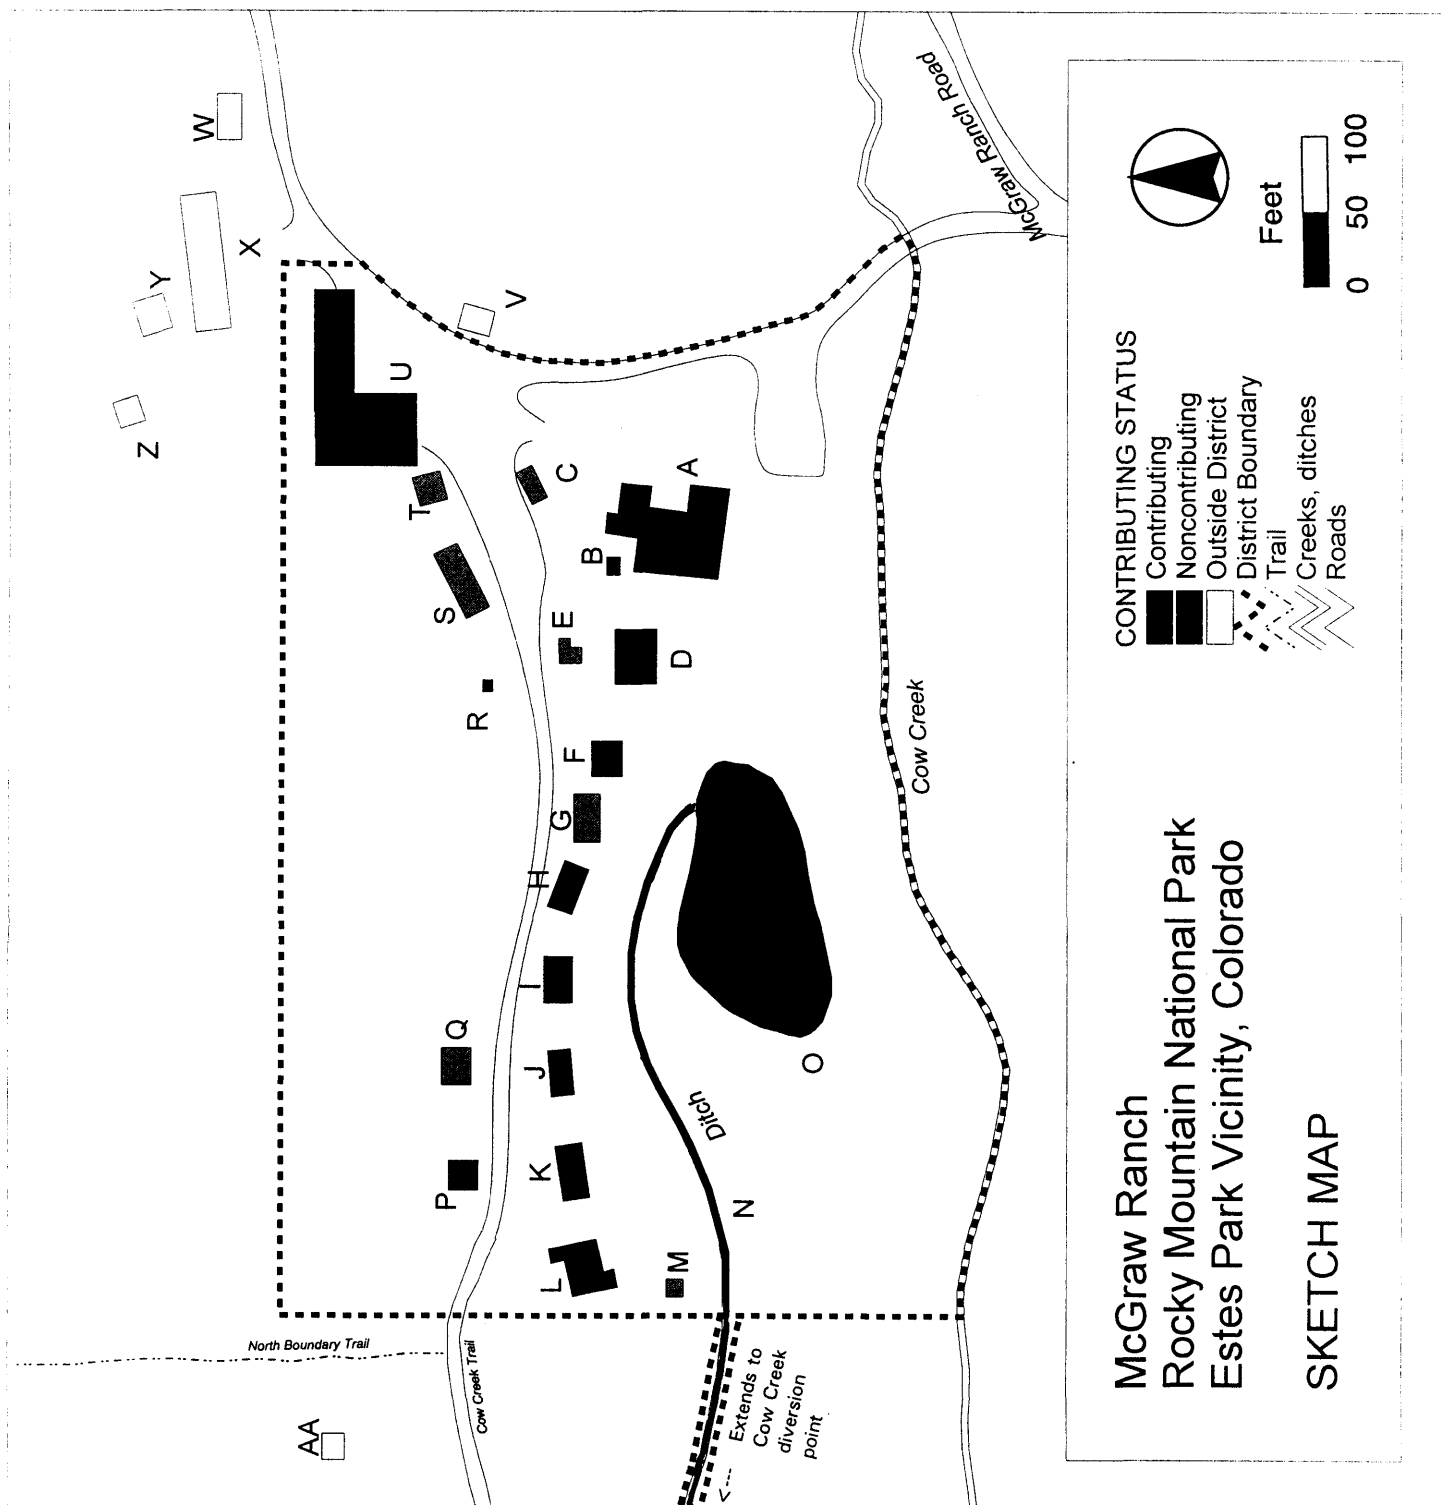 W
X
Y
Z
U
V
T
S
R
C
A
B
E
D
F
G
H
I
J
K
L
M
N
O
P
Q
AA
McGraw Ranch Road
Cow Creek
Ditch
North Boundary Trail
Cow Creek Trail
Extends to
Cow Creek
diversion
point
McGraw Ranch
Rocky Mountain National Park
Estes Park Vicinity, Colorado
SKETCH MAP
CONTRIBUTING STATUS
Contributing
Noncontributing
Outside District
District Boundary
Trail
Creeks, ditches
Roads
Feet
0 50 100